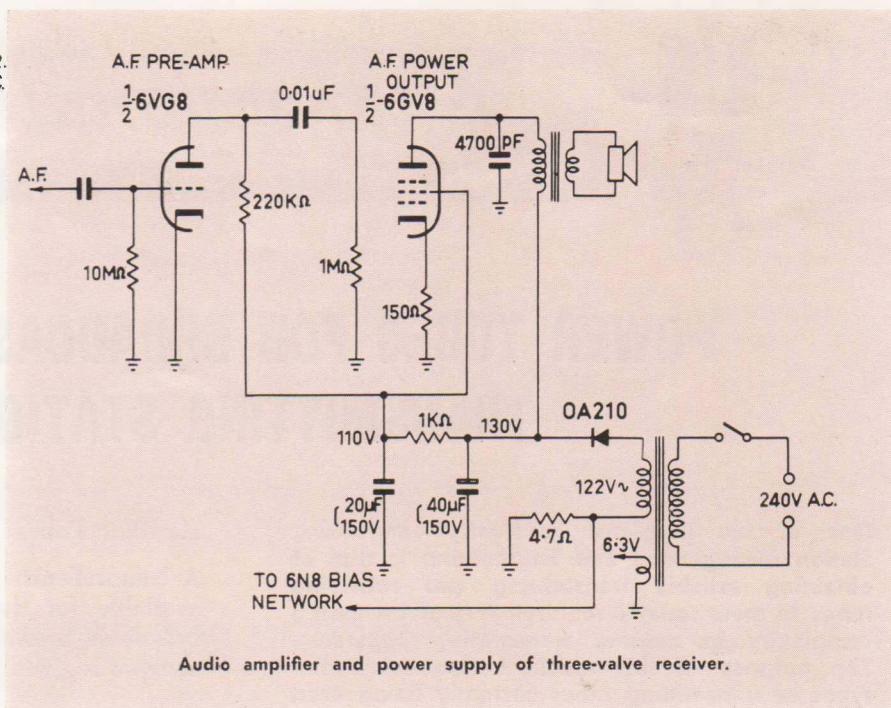 A.F. PRE-AMP.
½-6VG8
0·01uF
A.F. POWER
OUTPUT
½-6GV8
4700 pF
A.F.
220KΩ
10MΩ
1MΩ
150Ω
110V
1KΩ
130V
OA210
20µF
150V
40µF
150V
122V~
4·7Ω
6·3V
240V A.C.
TO 6N8 BIAS
NETWORK
Audio amplifier and power supply of three-valve receiver.